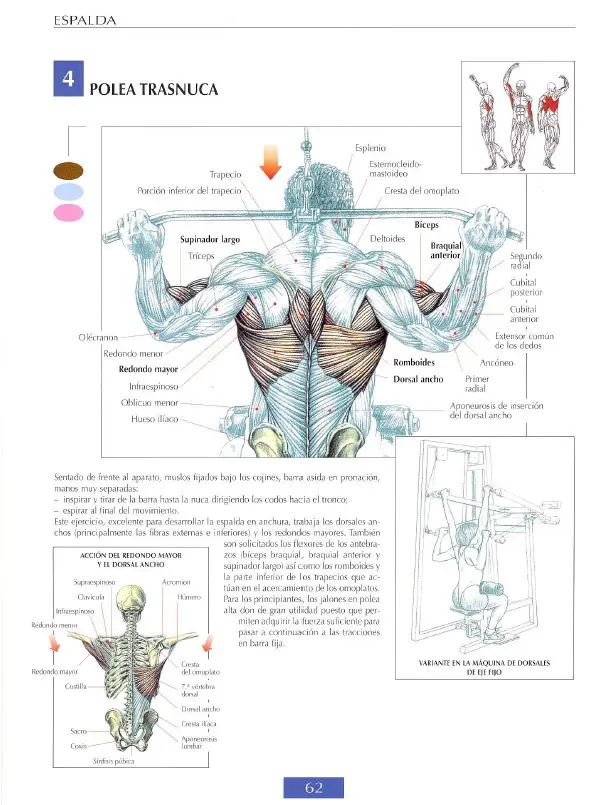 ESPALDA
4
POLEA TRASNUCA
Esplenio
Esternocleido-
mastoideo
Trapecio
Porción inferior del trapecio
Cresta del omoplato
Bíceps
Supinador largo
Deltoides
Braquial
anterior
Tríceps
Segundo
radial
Cubital
posterior
Cubital
anterior
Olécranon
Extensor común
de los dedos
Redondo menor
Romboides
Ancóneo
Redondo mayor
Dorsal ancho
Primer
radial
Infraespinoso
Oblicuo menor
Aponeurosis de inserción
del dorsal ancho
Hueso ilíaco
Sentado de frente al aparato, muslos fijados bajo los cojines, barra asida en pronación,
manos muy separadas:
– inspirar y tirar de la barra hasta la nuca dirigiendo los codos hacia el tronco;
– espirar al final del movimiento.
Este ejercicio, excelente para desarrollar la espalda en anchura, trabaja los dorsales an-
chos (principalmente las fibras externas e inferiores) y los redondos mayores. También
son solicitados los flexores de los antebra-
zos (bíceps braquial, braquial anterior y
supinador largo) así como los romboides y
la parte inferior de los trapecios que ac-
túan en el acercamiento de los omoplatos.
Para los principiantes, los jalones en polea
alta don de gran utilidad puesto que per-
miten adquirir la fuerza suficiente para
pasar a continuación a las tracciones
en barra fija.
ACCIÓN DEL REDONDO MAYOR
Y EL DORSAL ANCHO
Supraespinoso
Acromion
Clavícula
Húmero
Infraespinoso
Redondo menor
Redondo mayor
Cresta
del omoplato
Costilla
7.ª vértebra
dorsal
Dorsal ancho
Cresta ilíaca
Sacro
Aponeurosis
lumbar
Coxis
Sínfisis púbica
VARIANTE EN LA MÁQUINA DE DORSALES
DE EJE FIJO
62